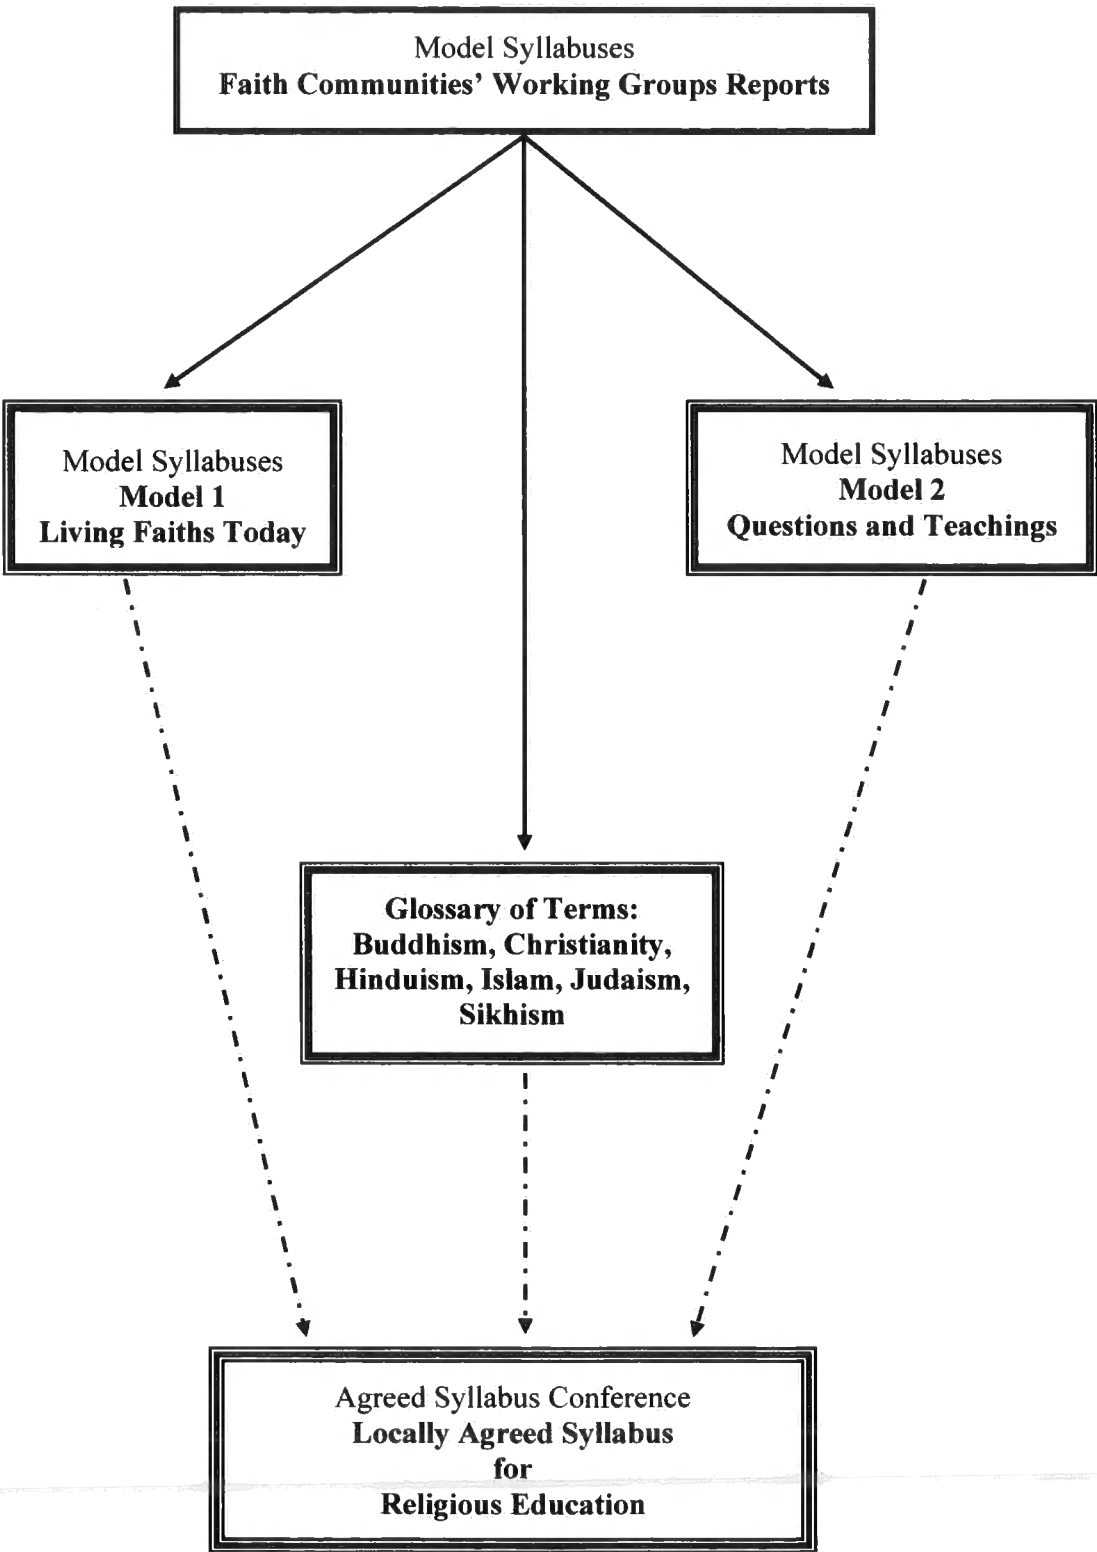 Model Syllabuses
Faith Communities' Working Groups Reports
Model Syllabuses
Model 1
Living Faiths Today
Model Syllabuses
Model 2
Questions and Teachings
Glossary of Terms:
Buddhism, Christianity,
Hinduism, Islam, Judaism,
Sikhism
Agreed Syllabus Conference
Locally Agreed Syllabus
for
Religious Education